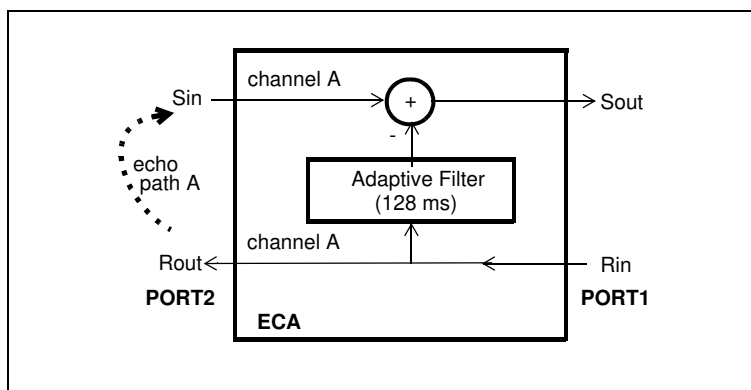 channel A
Sin
+
Sout
-
echo
path A
Adaptive Filter
(128 ms)
channel A
Rout
Rin
PORT2
PORT1
ECA